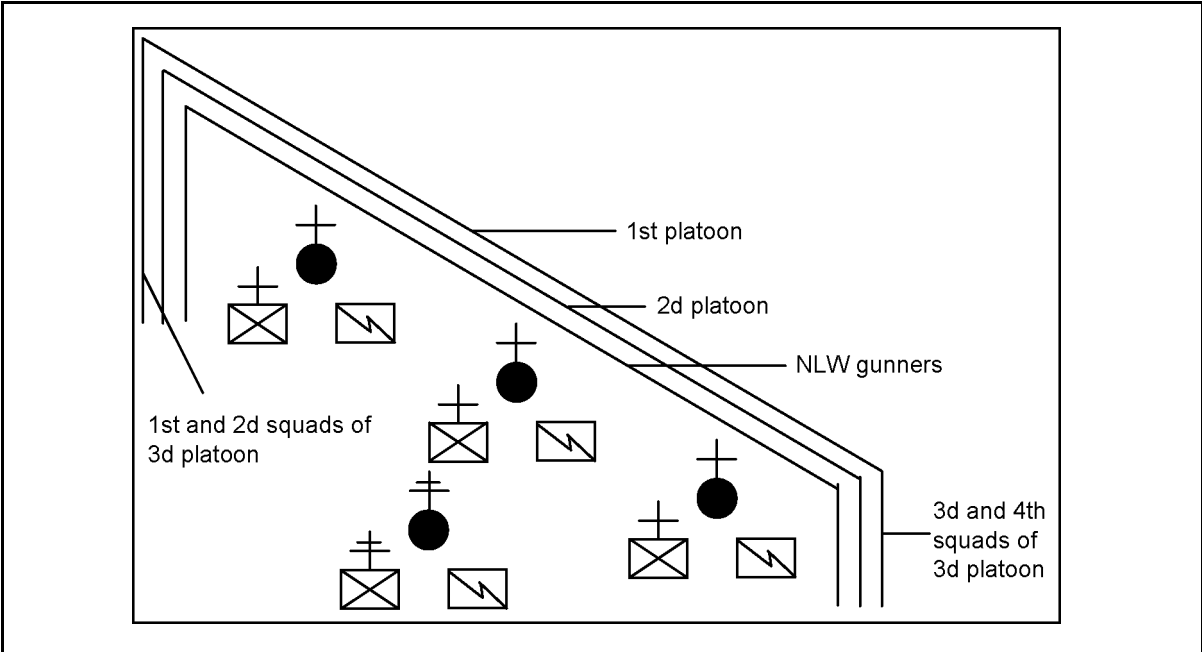 1st platoon
2d platoon
NLW gunners
1st and 2d squads of
3d platoon
3d and 4th
squads of
3d platoon